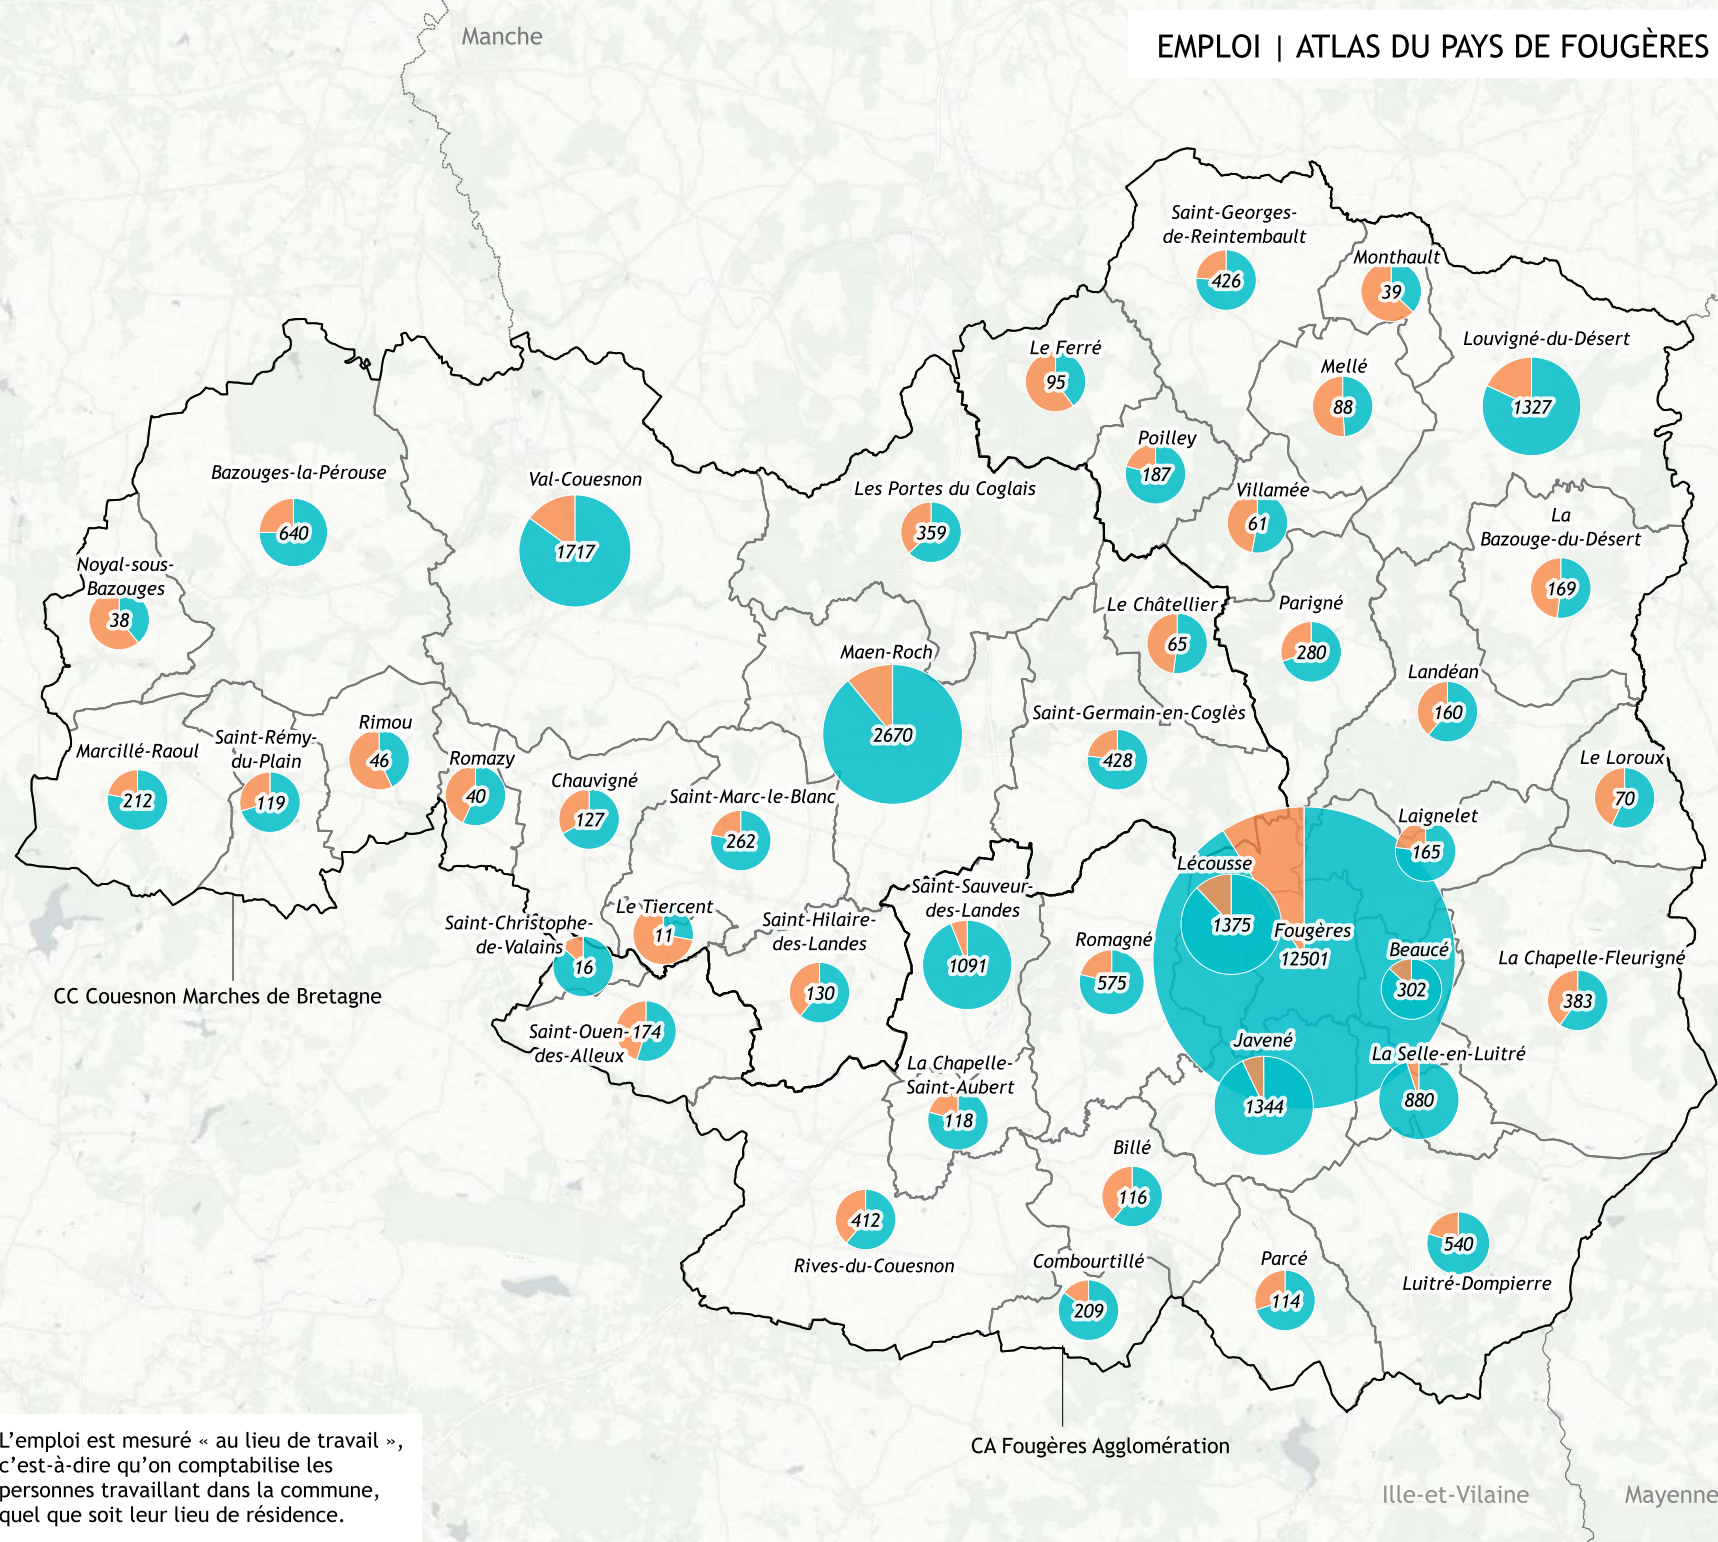 Manche
EMPLOI | ATLAS DU PAYS DE FOUGÈRES
Saint-Georges-
de-Reintembault
426
Monthault
39
Louvigné-du-Désert
1327
Le Ferré
95
Mellé
88
Poilley
187
Bazouges-la-Pérouse
640
Val-Couesnon
1717
Les Portes du Coglais
359
Villamée
61
La
Bazouge-du-Désert
169
Noyal-sous-
Bazouges
38
Le Châtellier
65
Parigné
280
Maen-Roch
2670
Landéan
160
Saint-Germain-en-Coglès
428
Marcillé-Raoul
212
Saint-Rémy-
du-Plain
119
Rimou
46
Romazy
40
Chauvigné
127
Saint-Marc-le-Blanc
262
Le Loroux
70
Laignelet
165
Lécousse
1375
Fougères
12501
Beaucé
302
Saint-Sauveur-
des-Landes
1091
Romagné
575
La Chapelle-Fleurigné
383
Saint-Christophe-
de-Valains
16
Le Tiercent
11
Saint-Hilaire-
des-Landes
130
CC Couesnon Marches de Bretagne
Saint-Ouen-
des-Alleux
174
La Chapelle-
Saint-Aubert
118
Javené
1344
La Selle-en-Luitré
880
Billé
116
412
Rives-du-Couesnon
Combourtillé
209
Parcé
114
540
Luitré-Dompierre
CA Fougères Agglomération
L'emploi est mesuré « au lieu de travail »,
c'est-à-dire qu'on comptabilise les
personnes travaillant dans la commune,
quel que soit leur lieu de résidence.
Ille-et-Vilaine
Mayenne